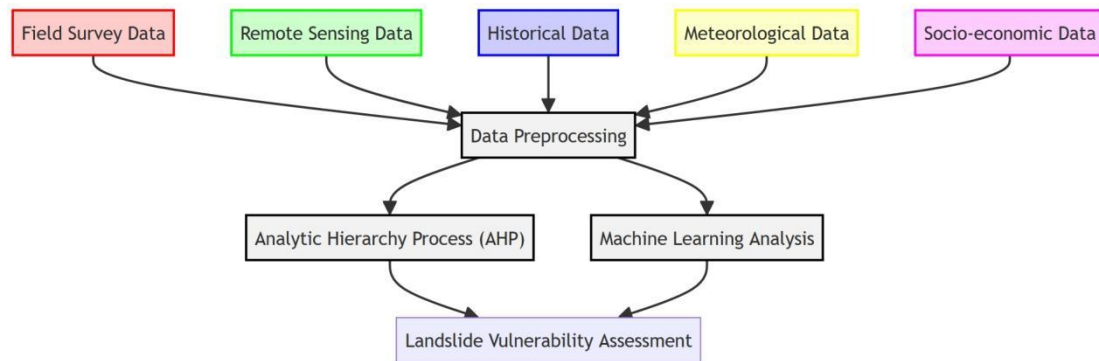 Field Survey Data
Remote Sensing Data
Historical Data
Meteorological Data
Socio-economic Data
Data Preprocessing
Analytic Hierarchy Process (AHP)
Machine Learning Analysis
Landslide Vulnerability Assessment